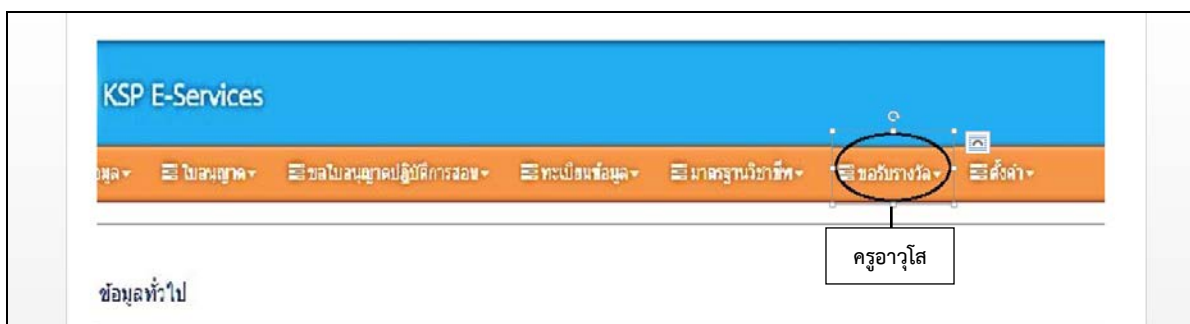 KSP E-Services
อมูล ใบอนุญาต ขอใบอนุญาตปฏิบัติการสอน ทะเบียนข้อมูล มาตรฐานวิชาชีพ ขอรับรางวัล ตั้งค่า
ครูอาวุโส
ข้อมูลทั่วไป